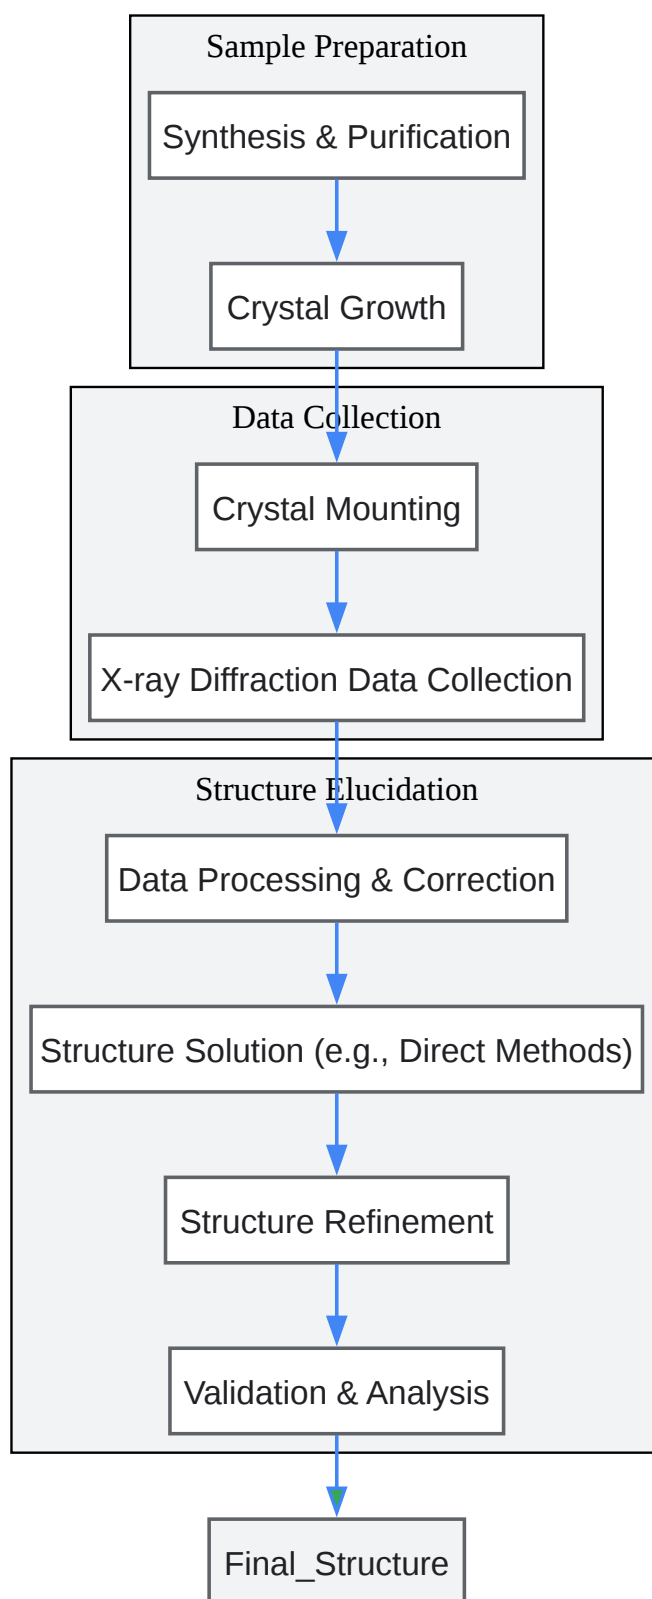 Sample Preparation
Synthesis & Purification
Crystal Growth
Data Collection
Crystal Mounting
X-ray Diffraction Data Collection
Structure Elucidation
Data Processing & Correction
Structure Solution (e.g., Direct Methods)
Structure Refinement
Validation & Analysis
Final_Structure